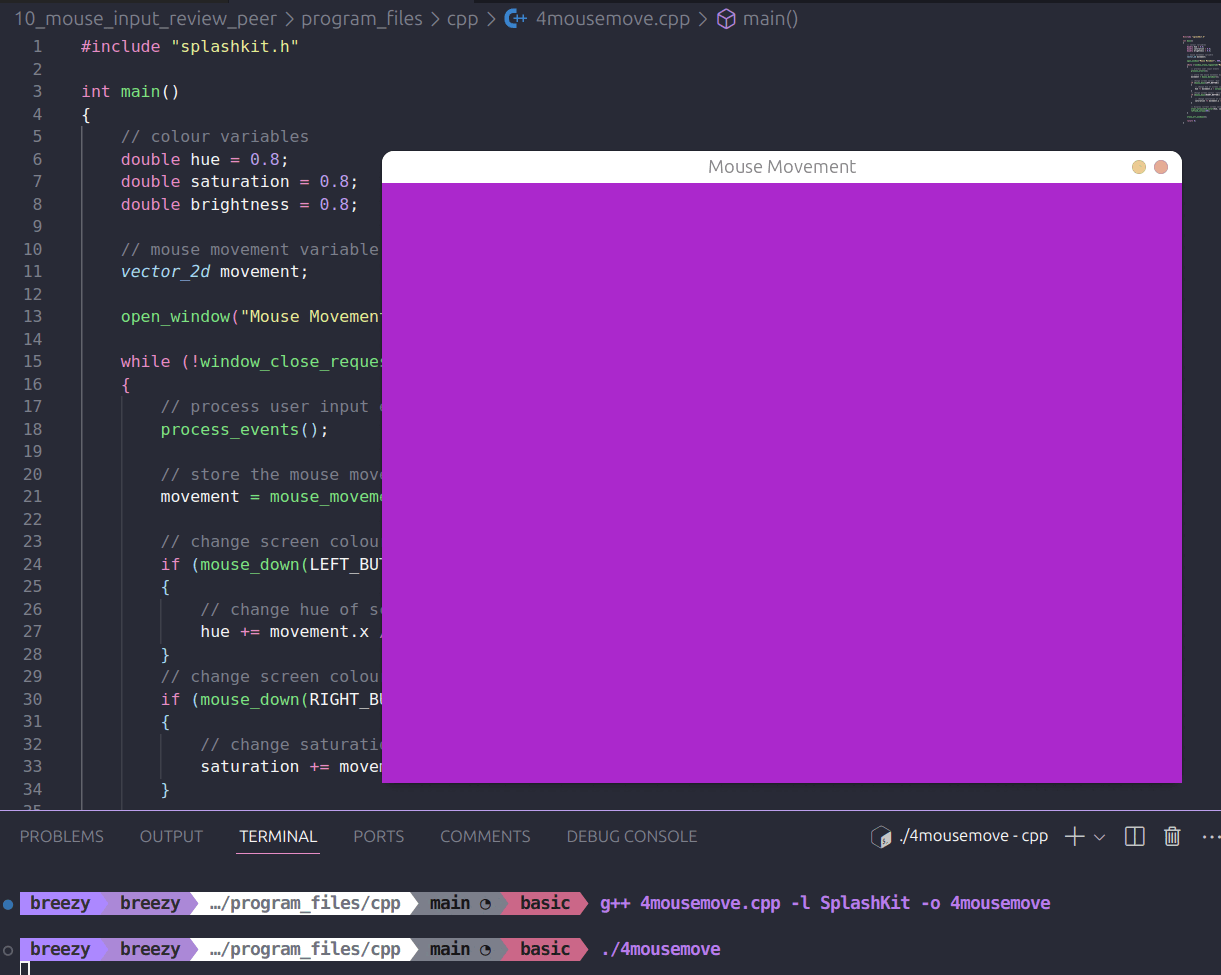 10_mouse_input_review_peer > program_files > cpp > 4mousemove.cpp > main()
1 #include "splashkit.h"
2
3 int main()
4 {
5 // colour variables
6 double hue = 0.8;
7 double saturation = 0.8;
8 double brightness = 0.8;
9
10 // mouse movement variable
11 vector_2d movement;
12
13 open_window("Mouse Movement
14
15 while (!window_close_reques
16 {
17 // process user input
18 process_events();
19
20 // store the mouse move
21 movement = mouse_moveme
22
23 // change screen colou
24 if (mouse_down(LEFT_BUT
25 {
26 // change hue of sc
27 hue += movement.x /
28 }
29 // change screen colou
30 if (mouse_down(RIGHT_BU
31 {
32 // change saturatio
33 saturation += movem
34 }
35
Mouse Movement
PROBLEMS OUTPUT TERMINAL PORTS COMMENTS DEBUG CONSOLE ./4mousemove - cpp
breezy breezy …/program_files/cpp main basic g++ 4mousemove.cpp -l SplashKit -o 4mousemove
breezy breezy …/program_files/cpp main basic ./4mousemove